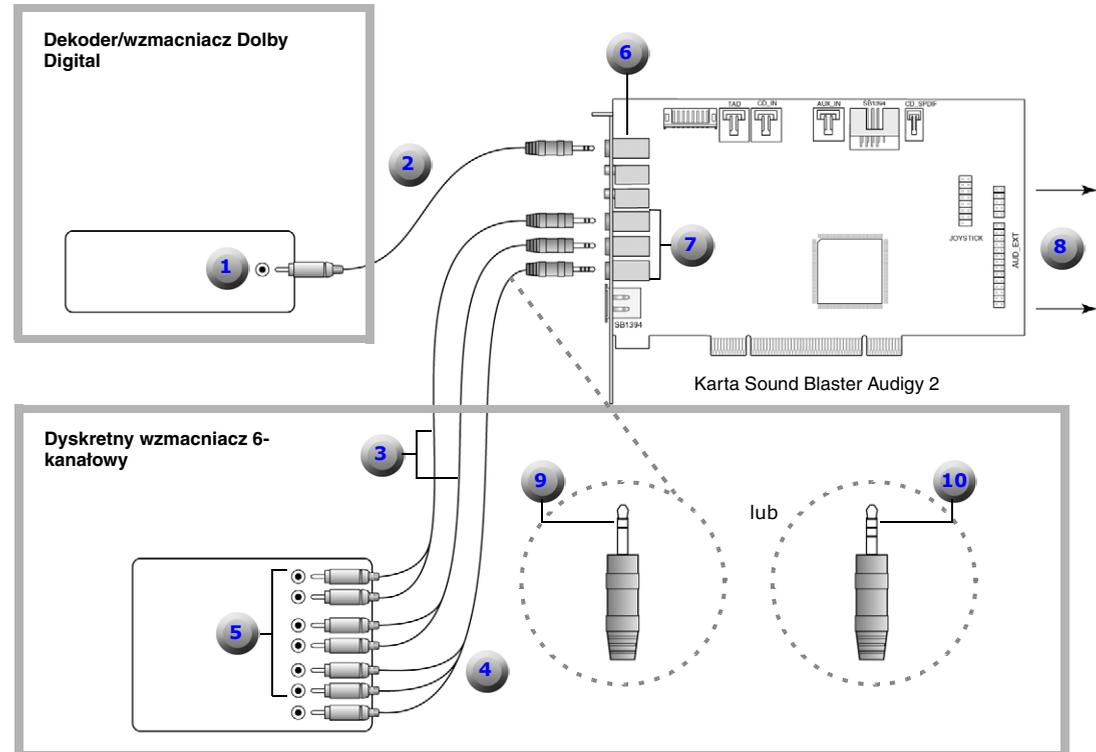 Dekoder/wzmacniacz Dolby
Digital
6
TAD
CD_IN
AUX_IN
SB1394
CD_SPDIF
2
1
7
JOYSTICK
AUD_EXT
8
SB1394
Karta Sound Blaster Audigy 2
Dyskretny wzmacniacz 6-
kanałowy
3
9
lub
10
5
4